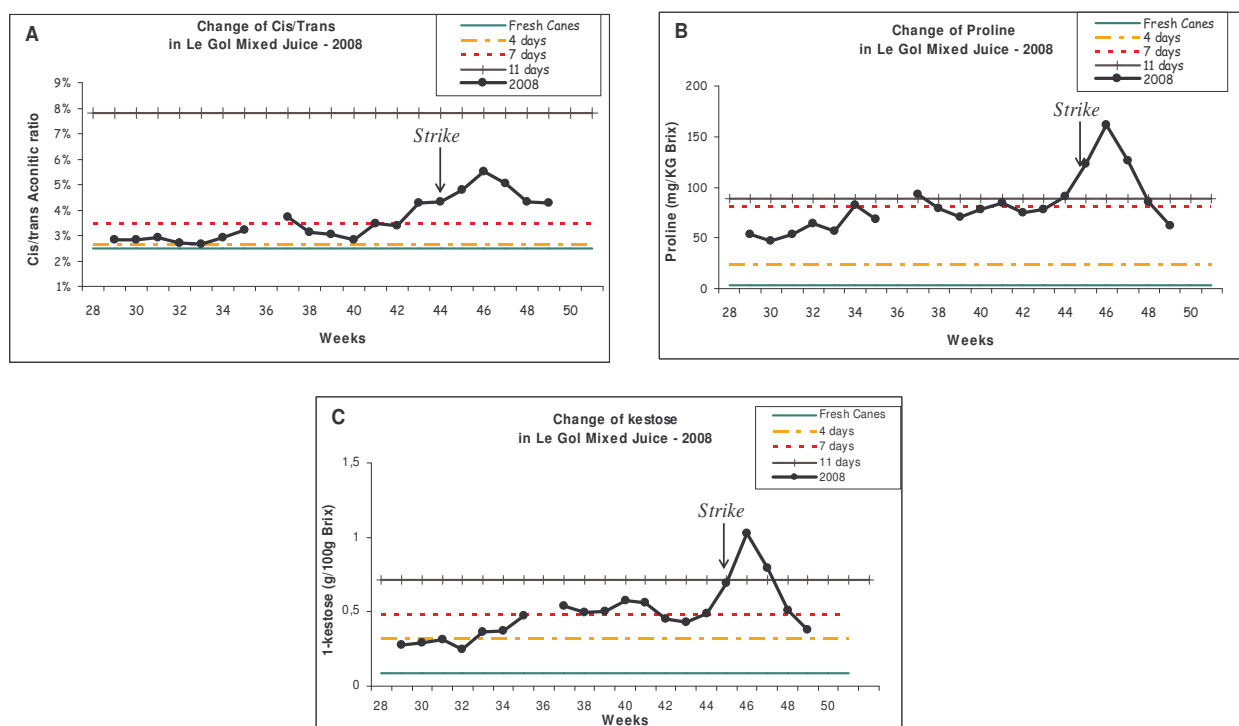 A
Change of Cis/Trans
in Le Gol Mixed Juice - 2008
Fresh Canes
4 days
7 days
11 days
2008
9%
8%
7%
6%
5%
4%
3%
2%
1%
Cis/trans Aconitic ratio
Strike
28 30 32 34 36 38 40 42 44 46 48 50
Weeks
B
Change of Proline
in Le Gol Mixed Juice - 2008
Fresh Canes
4 days
7 days
11 days
2008
200
150
100
50
0
Proline (mg/KG Brix)
Strike
28 30 32 34 36 38 40 42 44 46 48 50
Weeks
C
Change of kestose
in Le Gol Mixed Juice - 2008
Fresh Canes
4 days
7 days
11 days
2008
1,5
1
0,5
0
1-kestose (g/100g Brix)
Strike
28 30 32 34 36 38 40 42 44 46 48 50
Weeks